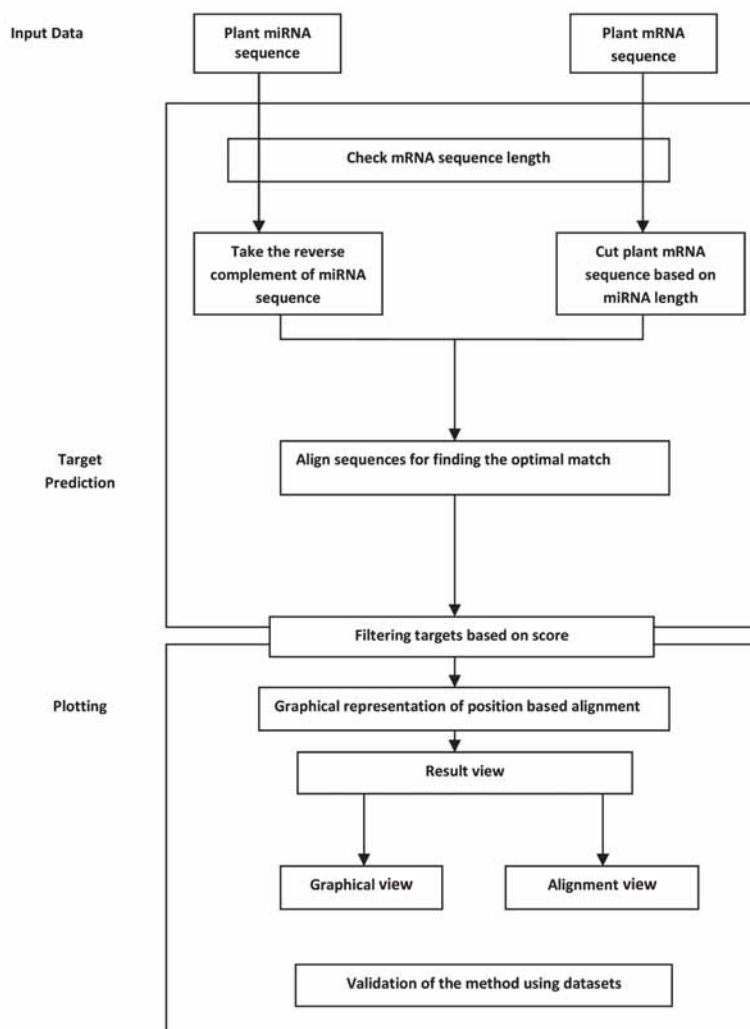 Input Data
Plant miRNA
sequence
Plant mRNA
sequence
Check mRNA sequence length
Take the reverse
complement of miRNA
sequence
Cut plant mRNA
sequence based on
miRNA length
Target
Prediction
Align sequences for finding the optimal match
Filtering targets based on score
Plotting
Graphical representation of position based alignment
Result view
Graphical view
Alignment view
Validation of the method using datasets